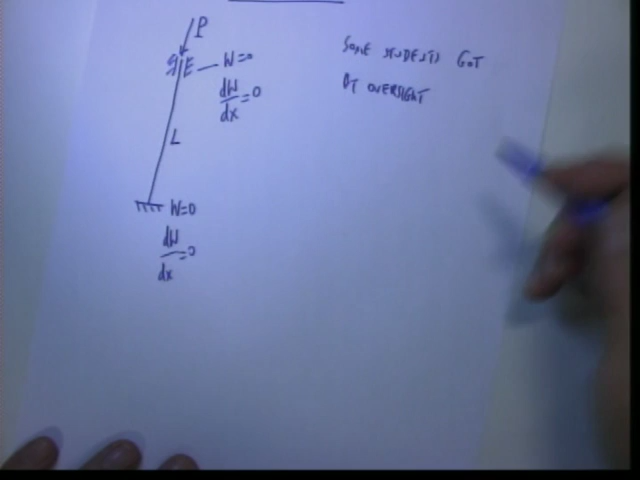 P
W=0
dW/dx=0
L
W=0
dW/dx=0
SOME STUDENTS GOT
BY OVERSIGHT